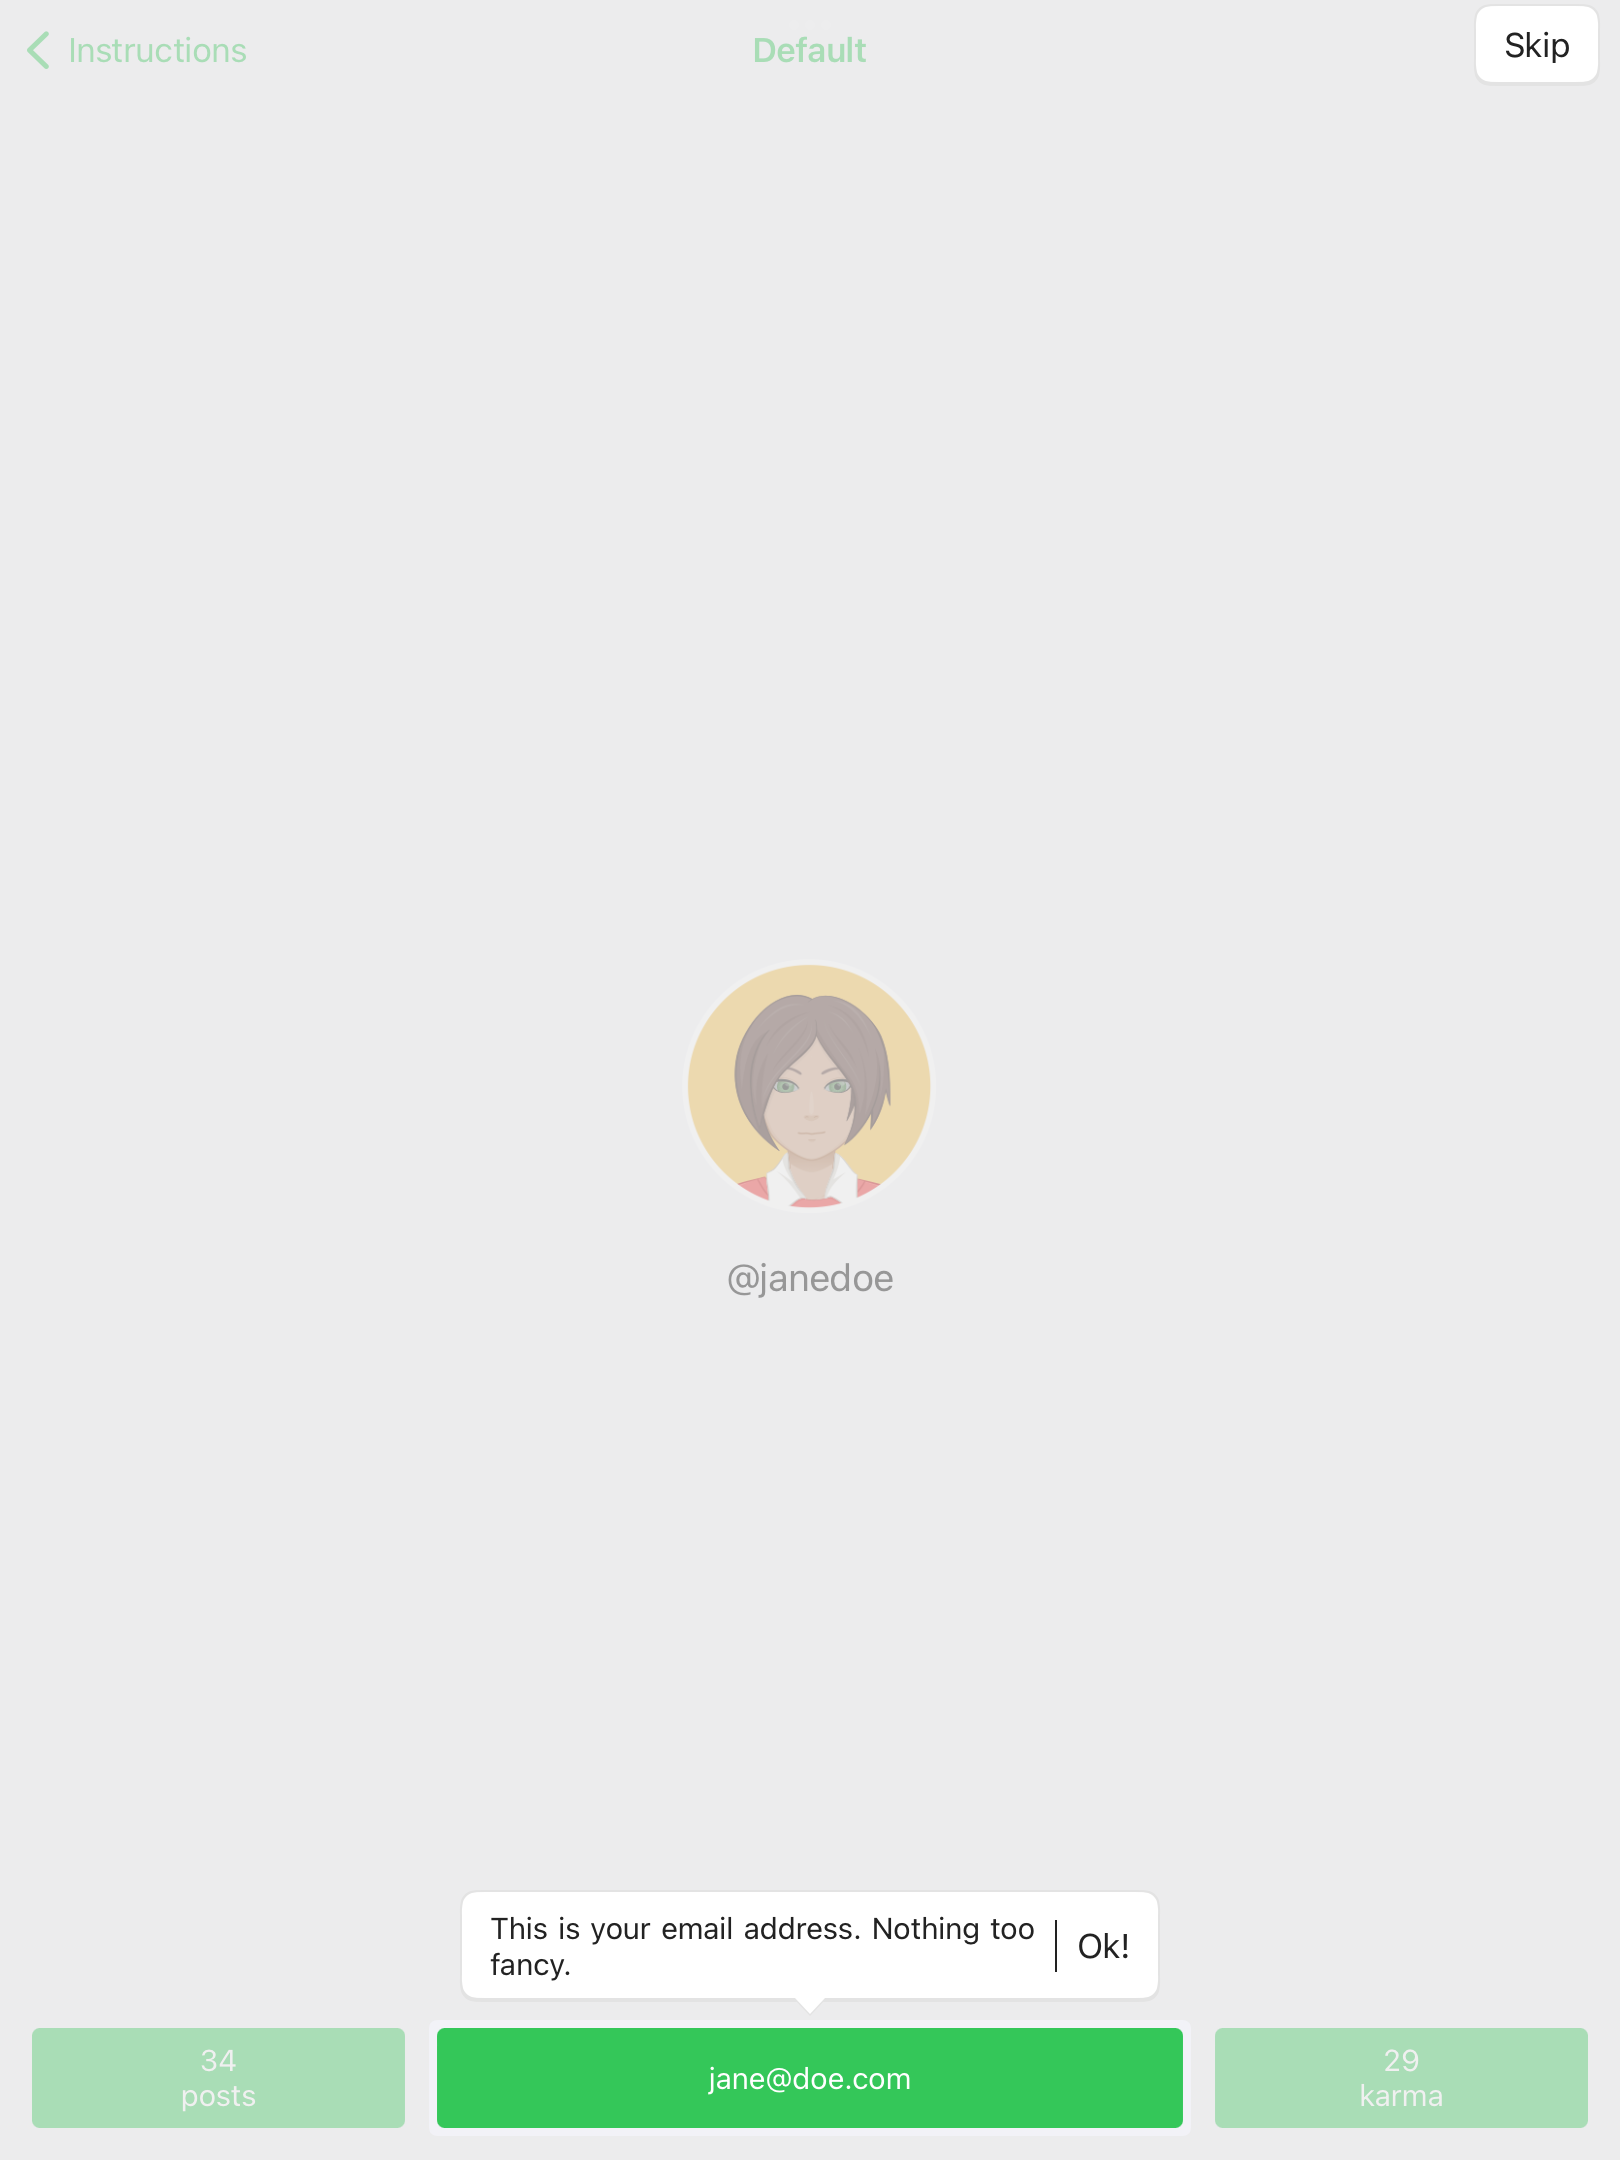 Instructions
Default
Skip
@janedoe
This is your email address. Nothing too
fancy.
Ok!
34
posts
jane@doe.com
29
karma